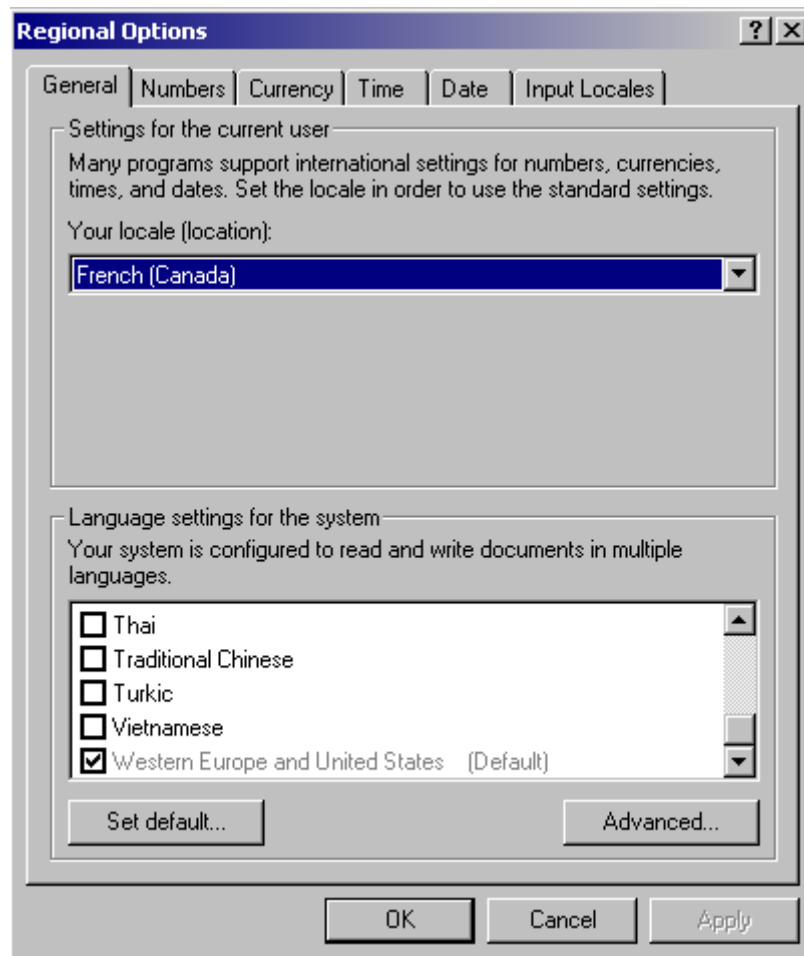 Regional Options
General Numbers Currency Time Date Input Locales
Settings for the current user
Many programs support international settings for numbers, currencies,
times, and dates. Set the locale in order to use the standard settings.
Your locale (location):
French (Canada)
Language settings for the system
Your system is configured to read and write documents in multiple
languages.
Thai
Traditional Chinese
Turkic
Vietnamese
Western Europe and United States (Default)
Set default... Advanced...
OK Cancel Apply